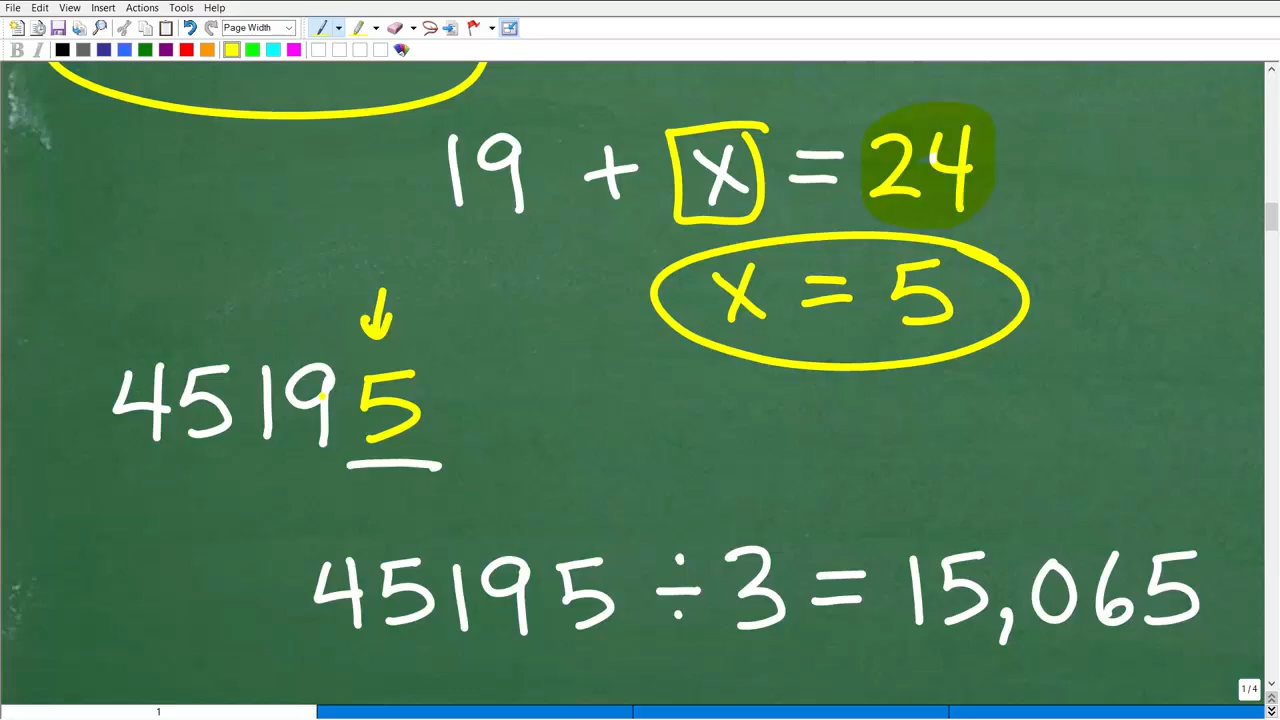 File Edit View Insert Actions Tools Help
Page Width
B I
19 + x = 24
x = 5
45195
45195 ÷ 3 = 15,065
1/4
1